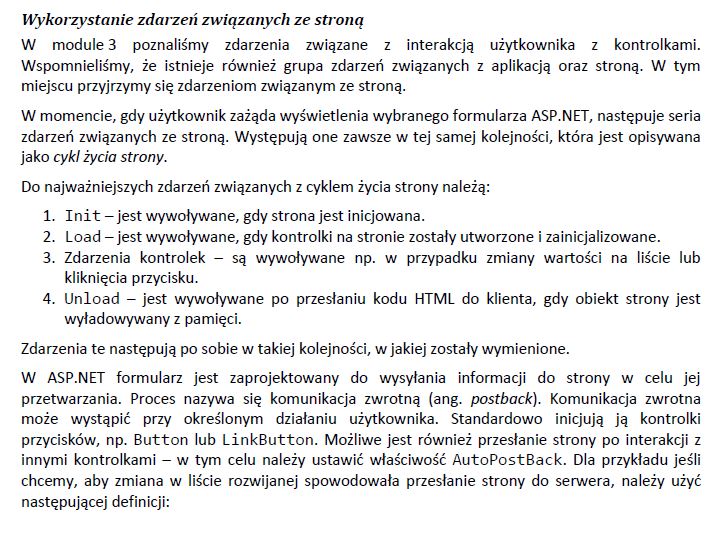 Wykorzystanie zdarzeń związanych ze stroną
W module 3 poznaliśmy zdarzenia związane z interakcją użytkownika z kontrolkami.
Wspomnieliśmy, że istnieje również grupa zdarzeń związanych z aplikacją oraz stroną. W tym
miejscu przyjrzymy się zdarzeniom związanym ze stroną.
W momencie, gdy użytkownik zażąda wyświetlenia wybranego formularza ASP.NET, następuje seria
zdarzeń związanych ze stroną. Występują one zawsze w tej samej kolejności, która jest opisywana
jako cykl życia strony.
Do najważniejszych zdarzeń związanych z cyklem życia strony należą:
1. Init – jest wywoływane, gdy strona jest inicjowana.
2. Load – jest wywoływane, gdy kontrolki na stronie zostały utworzone i zainicjalizowane.
3. Zdarzenia kontrolek – są wywoływane np. w przypadku zmiany wartości na liście lub
kliknięcia przycisku.
4. Unload – jest wywoływane po przesłaniu kodu HTML do klienta, gdy obiekt strony jest
wyładowywany z pamięci.
Zdarzenia te następują po sobie w takiej kolejności, w jakiej zostały wymienione.
W ASP.NET formularz jest zaprojektowany do wysyłania informacji do strony w celu jej
przetwarzania. Proces nazywa się komunikacja zwrotną (ang. postback). Komunikacja zwrotna
może wystąpić przy określonym działaniu użytkownika. Standardowo inicjują ją kontrolki
przycisków, np. Button lub LinkButton. Możliwe jest również przesłanie strony po interakcji z
innymi kontrolkami – w tym celu należy ustawić właściwość AutoPostBack. Dla przykładu jeśli
chcemy, aby zmiana w liście rozwijanej spowodowała przesłanie strony do serwera, należy użyć
następującej definicji: